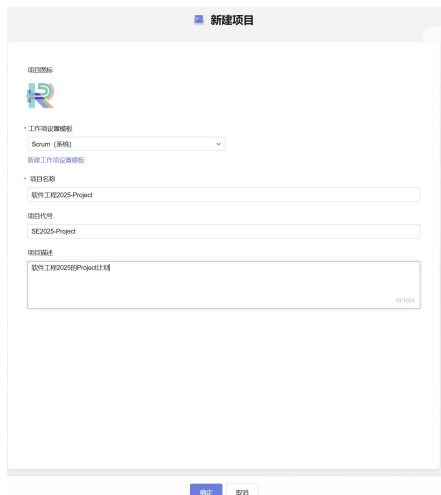 新建项目
项目图标
* 工作项设置模板
Scrum (系统)
新建工作项设置模板
* 项目名称
软件工程2025-Project
项目代号
SE2025-Project
项目描述
软件工程2025的Project计划
19/1024
确定 取消